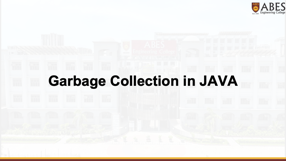 ABES
Engineering College
Garbage Collection in JAVA